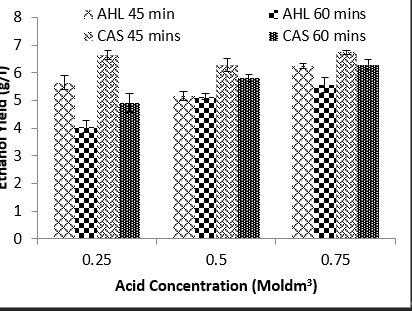 8
7
6
5
4
3
2
1
0
AHL 45 min
AHL 60 mins
CAS 45 mins
CAS 60 mins
Ethanol Yield (g/l)
0.25
0.5
0.75
Acid Concentration (Moldm³)